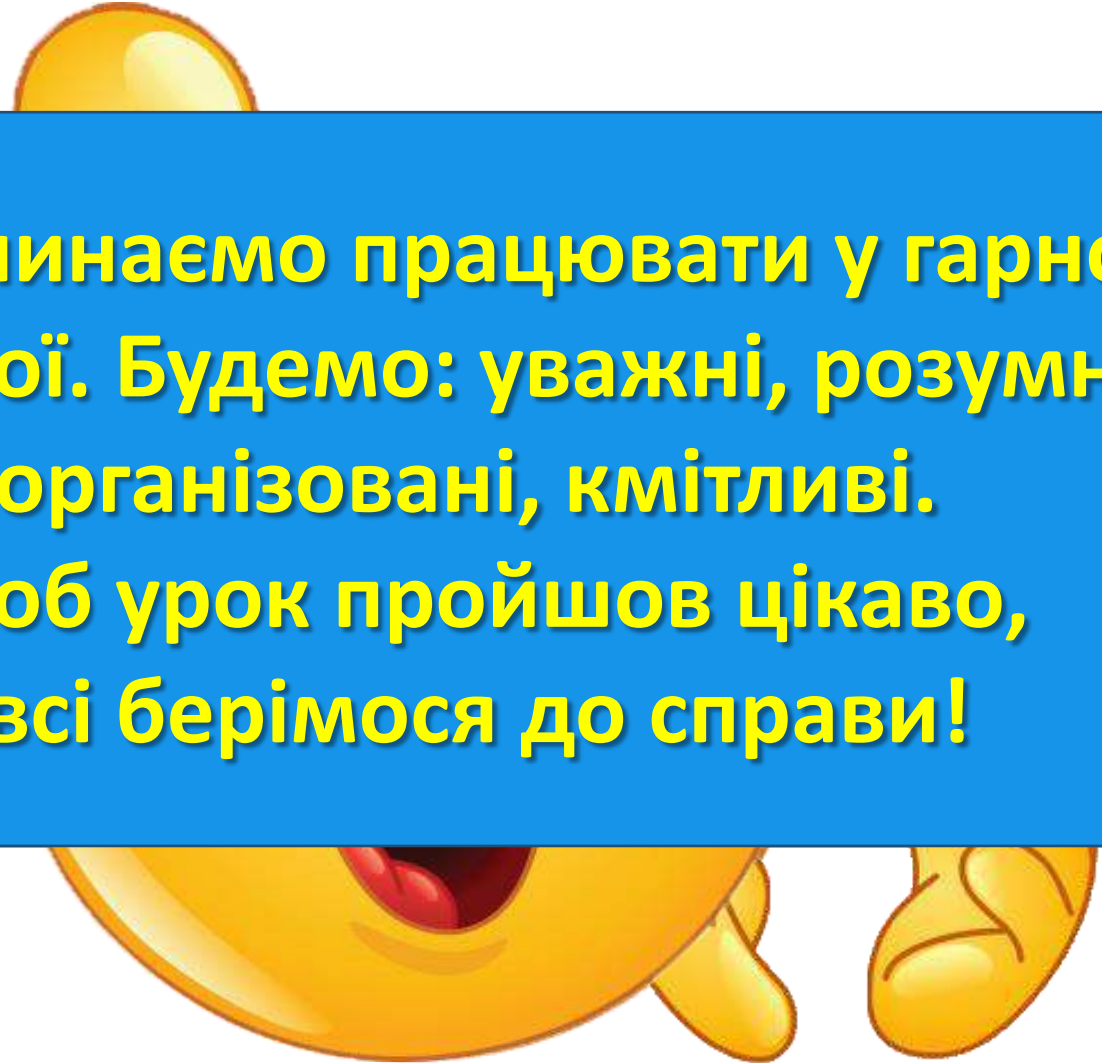 инаємо працювати у гарн
ої. Будемо: уважні, розумн
організовані, кмітливі.
об урок пройшов цікаво,
всі берімося до справи!